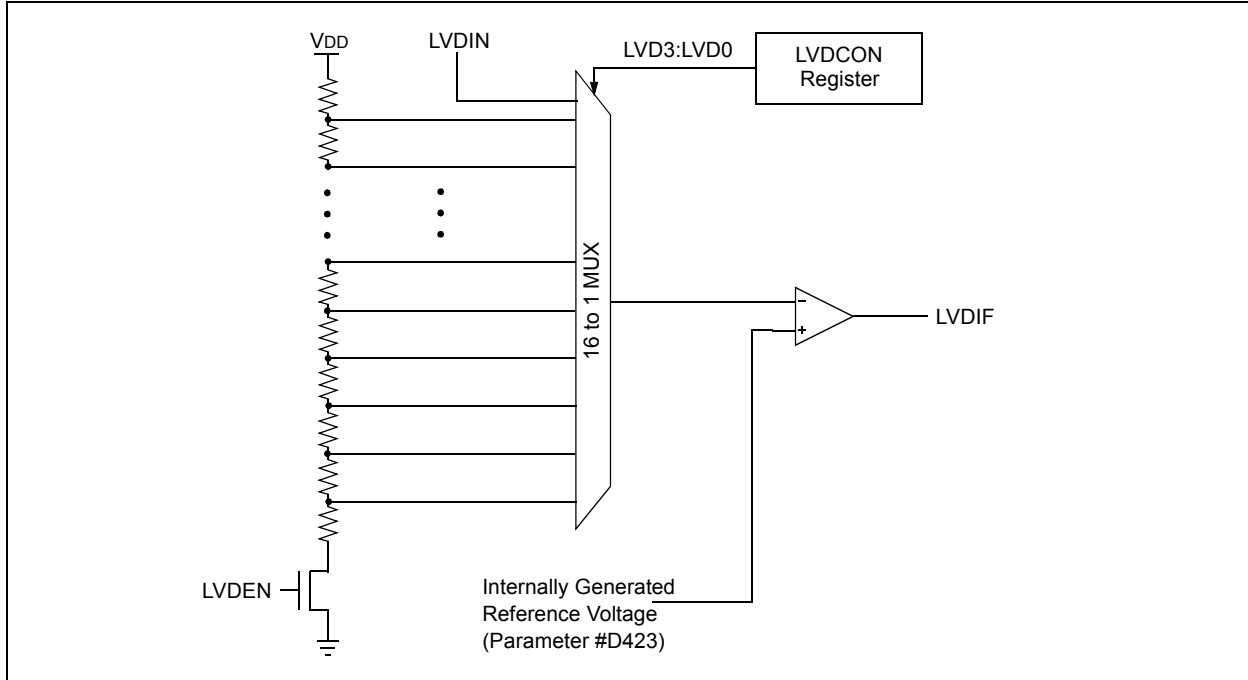 VDD
LVDIN
LVD3:LVD0
LVDCON
Register
16 to 1 MUX
–
+
LVDIF
LVDEN
Internally Generated
Reference Voltage
(Parameter #D423)